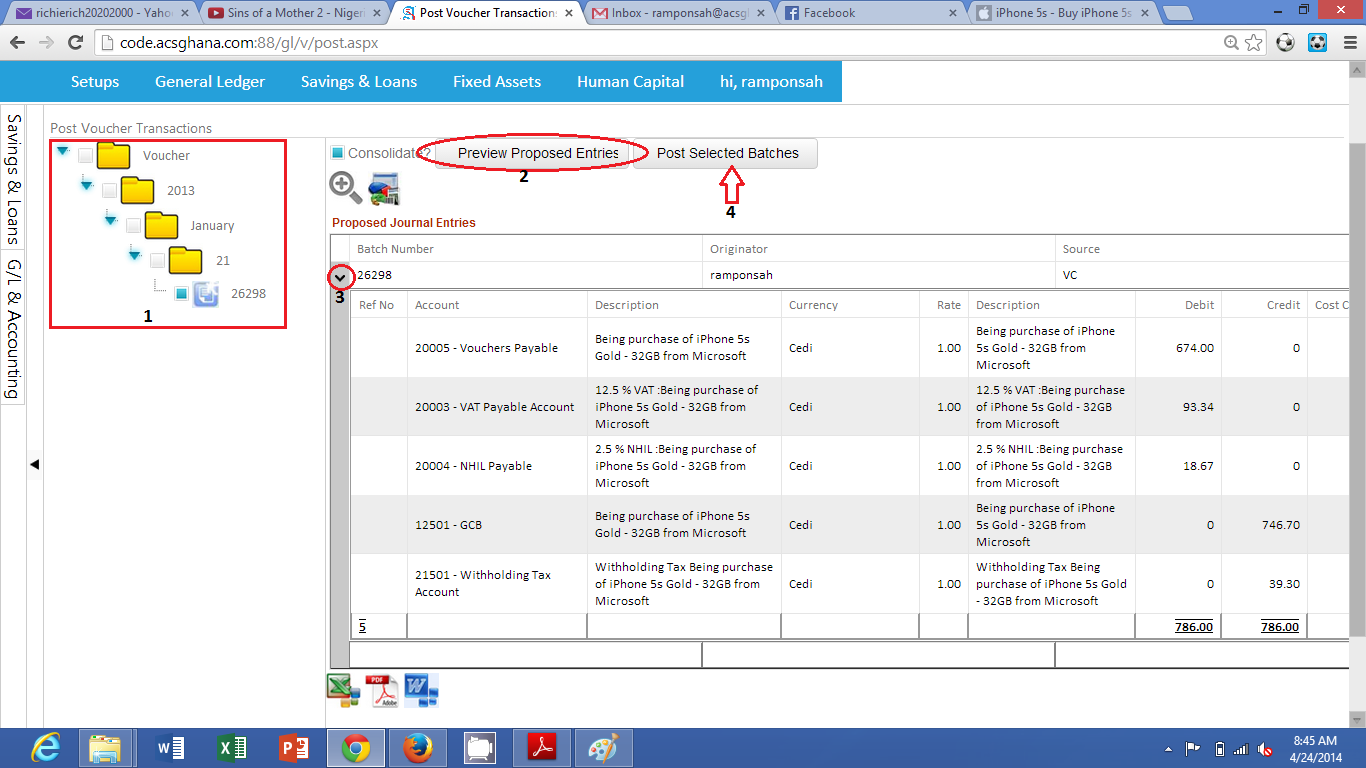 richierich20202000 - Yaho
Sins of a Mother 2 - Nigeri
Post Voucher Transactions
Inbox - ramponsah@acsgh
Facebook
iPhone 5s - Buy iPhone 5s
code.acsghana.com:88/gl/v/post.aspx
Setups
General Ledger
Savings & Loans
Fixed Assets
Human Capital
hi, ramponsah
Savings & Loans
G/L & Accounting
Post Voucher Transactions
Voucher
2013
January
21
26298
1
Consolidate?
Preview Proposed Entries
Post Selected Batches
2
4
Proposed Journal Entries
Batch Number
Originator
Source
26298
ramponsah
VC
3
Ref No
Account
Description
Currency
Rate
Description
Debit
Credit
Cost C
20005 - Vouchers Payable
Being purchase of iPhone 5s
Gold - 32GB from Microsoft
Cedi
1.00
Being purchase of iPhone
5s Gold - 32GB from
Microsoft
674.00
0
20003 - VAT Payable Account
12.5 % VAT :Being purchase of
iPhone 5s Gold - 32GB from
Microsoft
Cedi
1.00
12.5 % VAT :Being purchase
of iPhone 5s Gold - 32GB
from Microsoft
93.34
0
20004 - NHIL Payable
2.5 % NHIL :Being purchase of
iPhone 5s Gold - 32GB from
Microsoft
Cedi
1.00
2.5 % NHIL :Being purchase
of iPhone 5s Gold - 32GB
from Microsoft
18.67
0
12501 - GCB
Being purchase of iPhone 5s
Gold - 32GB from Microsoft
Cedi
1.00
Being purchase of iPhone
5s Gold - 32GB from
Microsoft
0
746.70
21501 - Withholding Tax
Account
Withholding Tax Being purchase
of iPhone 5s Gold - 32GB from
Microsoft
Cedi
1.00
Withholding Tax Being
purchase of iPhone 5s Gold
- 32GB from Microsoft
0
39.30
5
786.00
786.00
PDF
Adobe
8:45 AM
4/24/2014